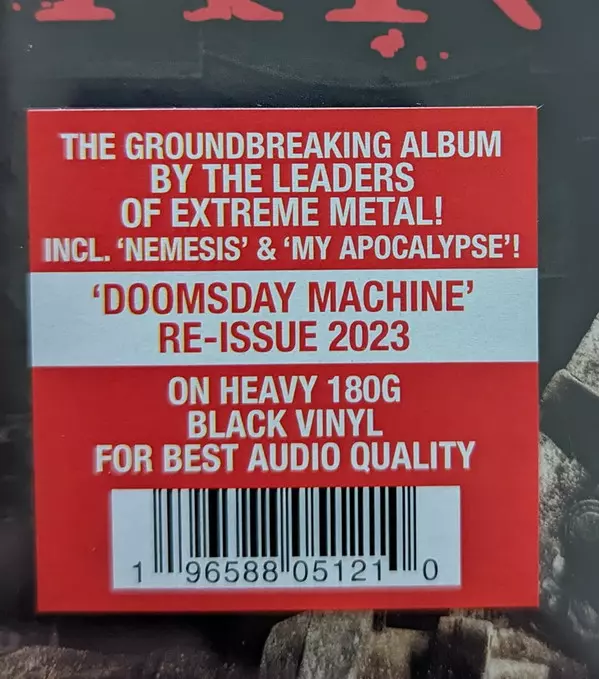 THE GROUNDBREAKING ALBUM
BY THE LEADERS
OF EXTREME METAL!
INCL. ‘NEMESIS’ & ‘MY APOCALYPSE’!
‘DOOMSDAY MACHINE’
RE-ISSUE 2023
ON HEAVY 180G
BLACK VINYL
FOR BEST AUDIO QUALITY
1 96588 05121 0